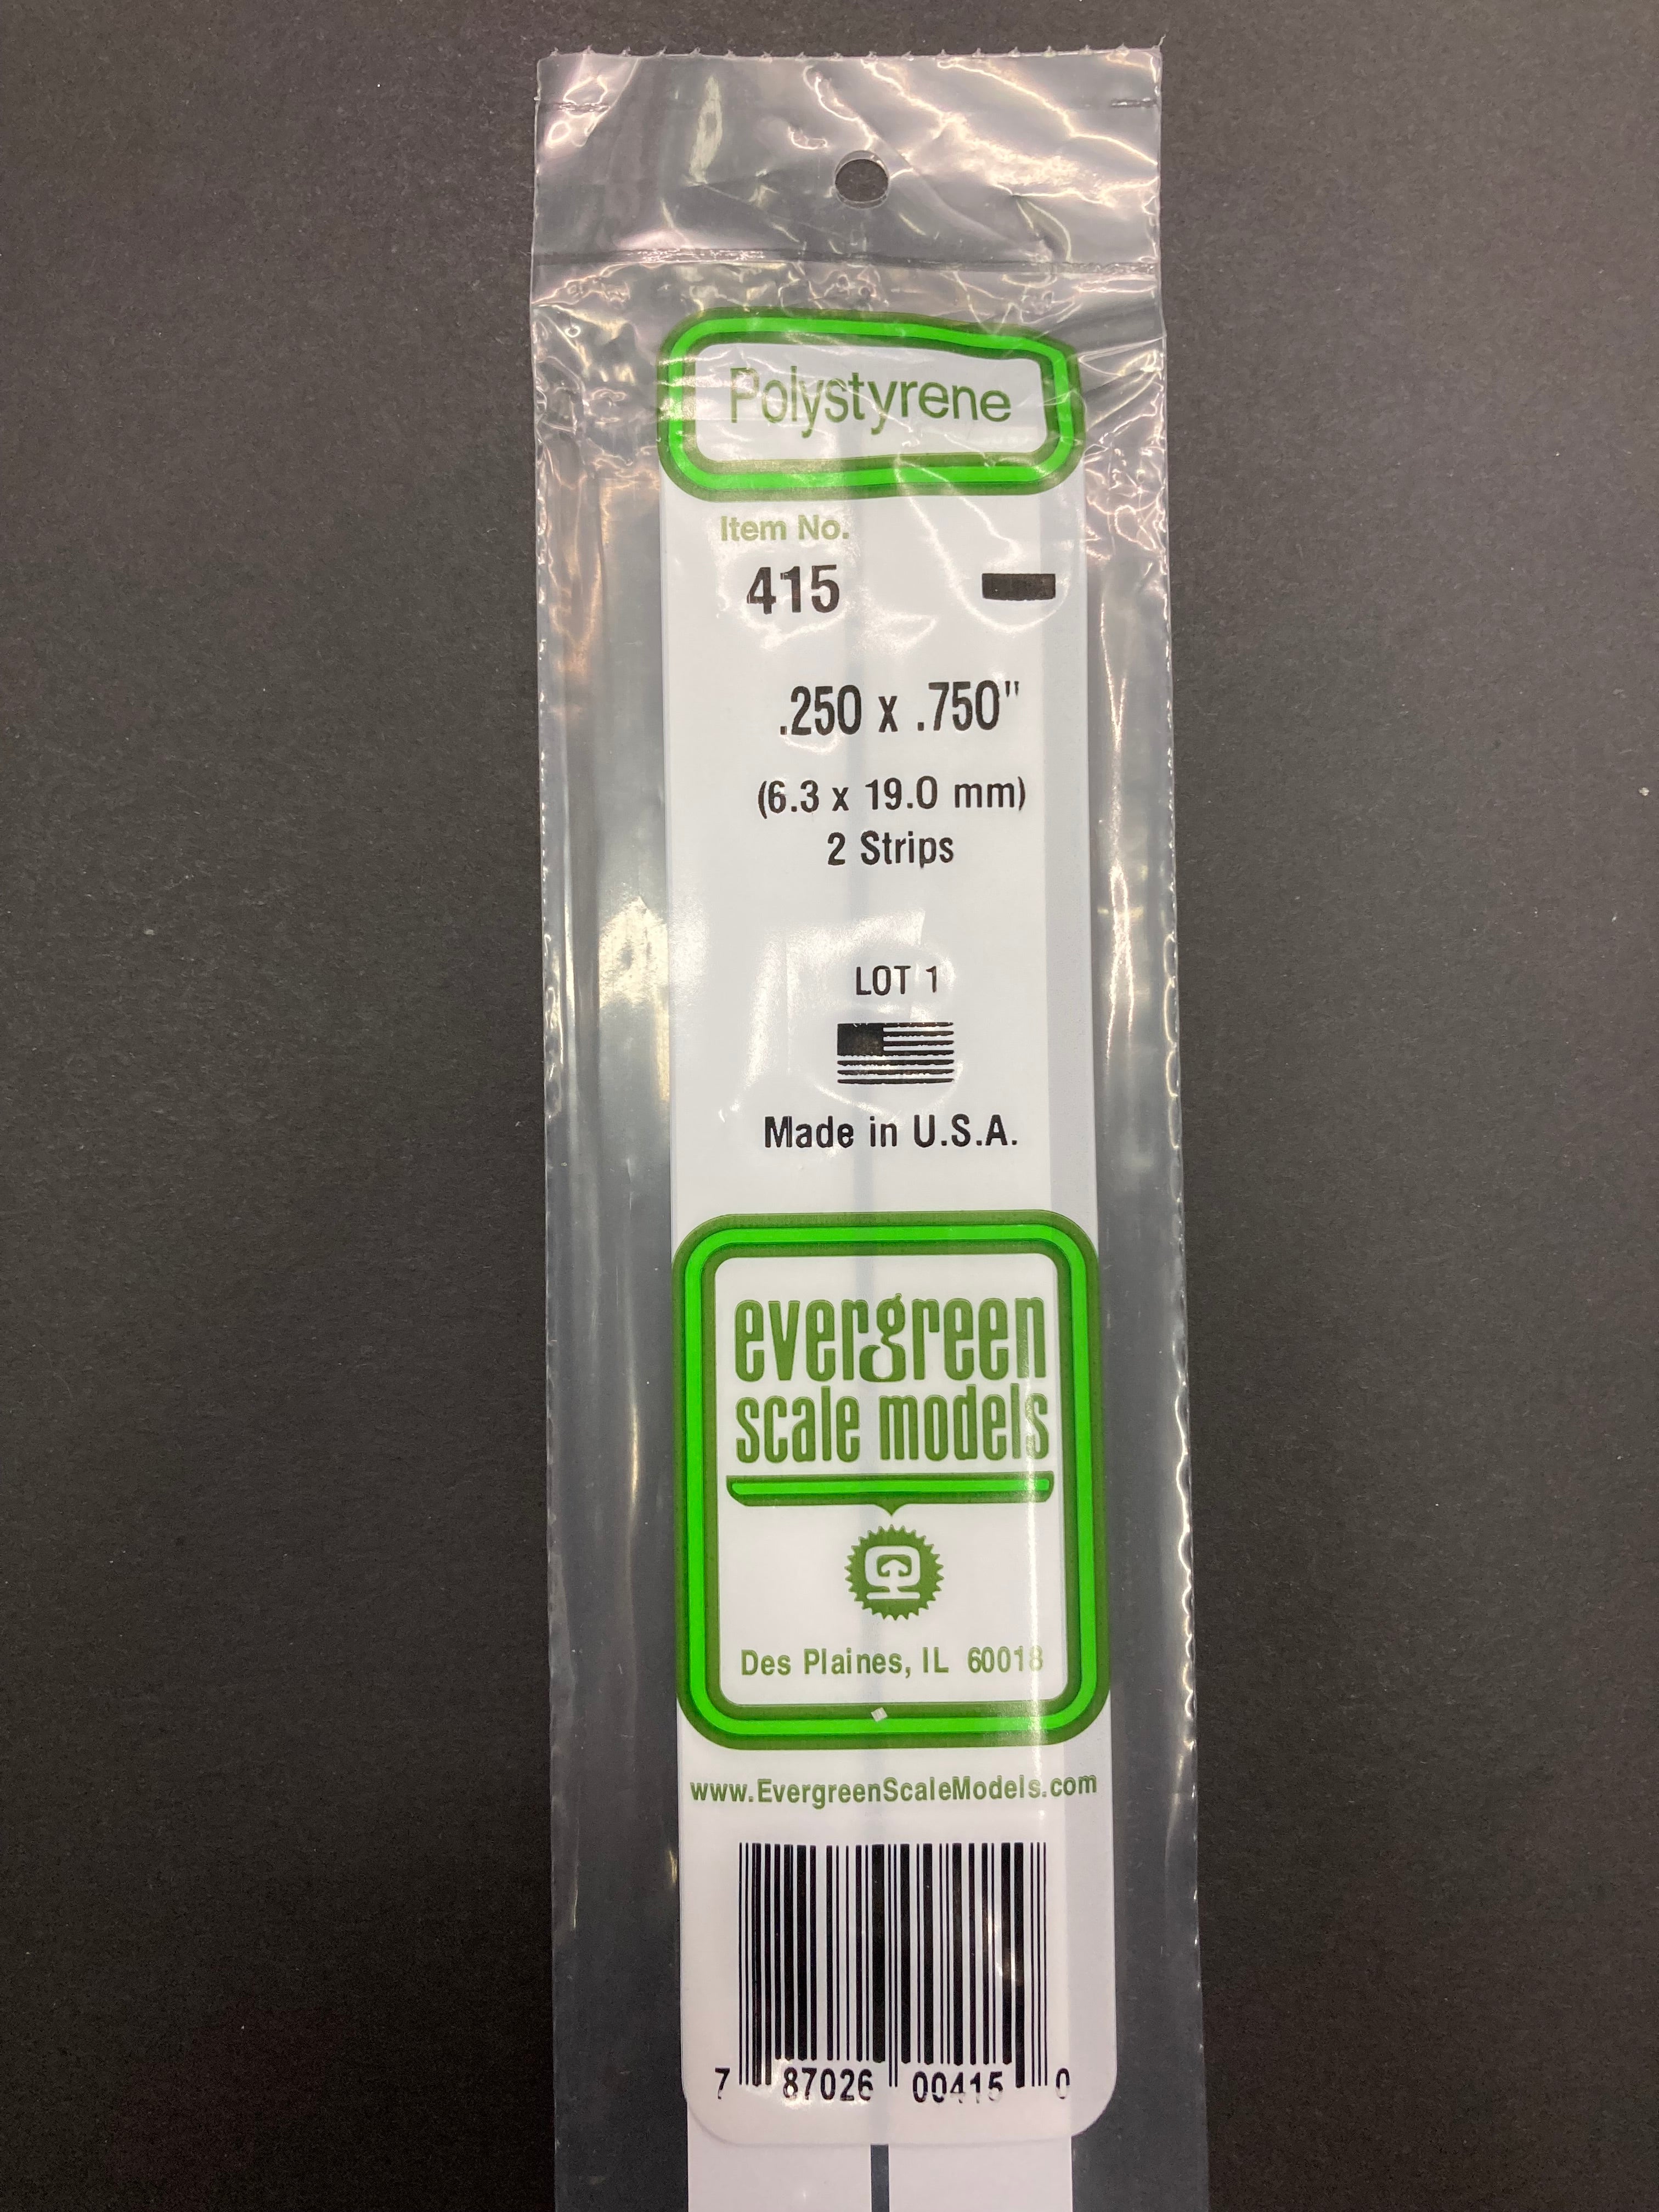 Polystyrene
Item No.
415
.250 x .750"
(6.3 x 19.0 mm)
2 Strips
LOT 1
Made in U.S.A.
evergreen
scale models
Des Plaines, IL 60018
www.EvergreenScaleModels.com
7 87026 00415 0